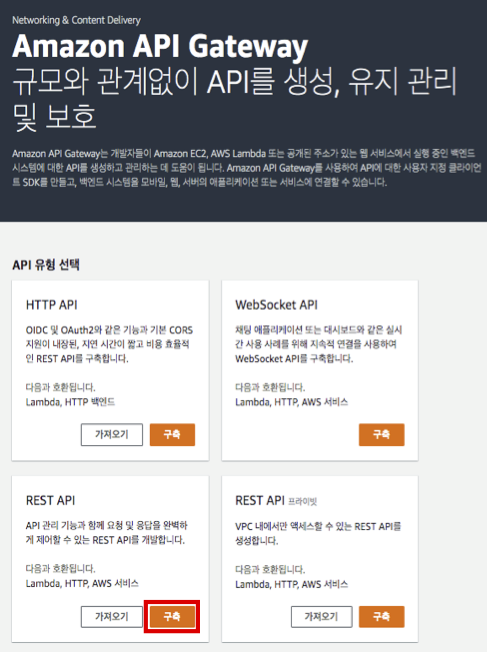 Networking & Content Delivery
Amazon API Gateway
규모와 관계없이 API를 생성, 유지 관리
및 보호
Amazon API Gateway는 개발자들이 Amazon EC2, AWS Lambda 또는 공개된 주소가 있는 웹 서비스에서 실행 중인 백엔드
시스템에 대한 API를 생성하고 관리하는 데 도움이 됩니다. Amazon API Gateway를 사용하여 API에 대한 사용자 지정 클라이언
트 SDK를 만들고, 백엔드 시스템을 모바일, 웹, 서버의 애플리케이션 또는 서비스에 연결할 수 있습니다.
API 유형 선택
HTTP API
OIDC 및 OAuth2와 같은 기능과 기본 CORS
지원이 내장된, 지연 시간이 짧고 비용 효율적
인 REST API를 구축합니다.
다음과 호환됩니다.
Lambda, HTTP 백엔드
가져오기
구축
WebSocket API
채팅 애플리케이션 또는 대시보드와 같은 실시
간 사용 사례를 위해 지속적 연결을 사용하여
WebSocket API를 구축합니다.
다음과 호환됩니다.
Lambda, HTTP, AWS 서비스
구축
REST API
API 관리 기능과 함께 요청 및 응답을 완벽하
게 제어할 수 있는 REST API를 개발합니다.
다음과 호환됩니다.
Lambda, HTTP, AWS 서비스
가져오기
구축
REST API 프라이빗
VPC 내에서만 액세스할 수 있는 REST API를
생성합니다.
다음과 호환됩니다.
Lambda, HTTP, AWS 서비스
가져오기
구축